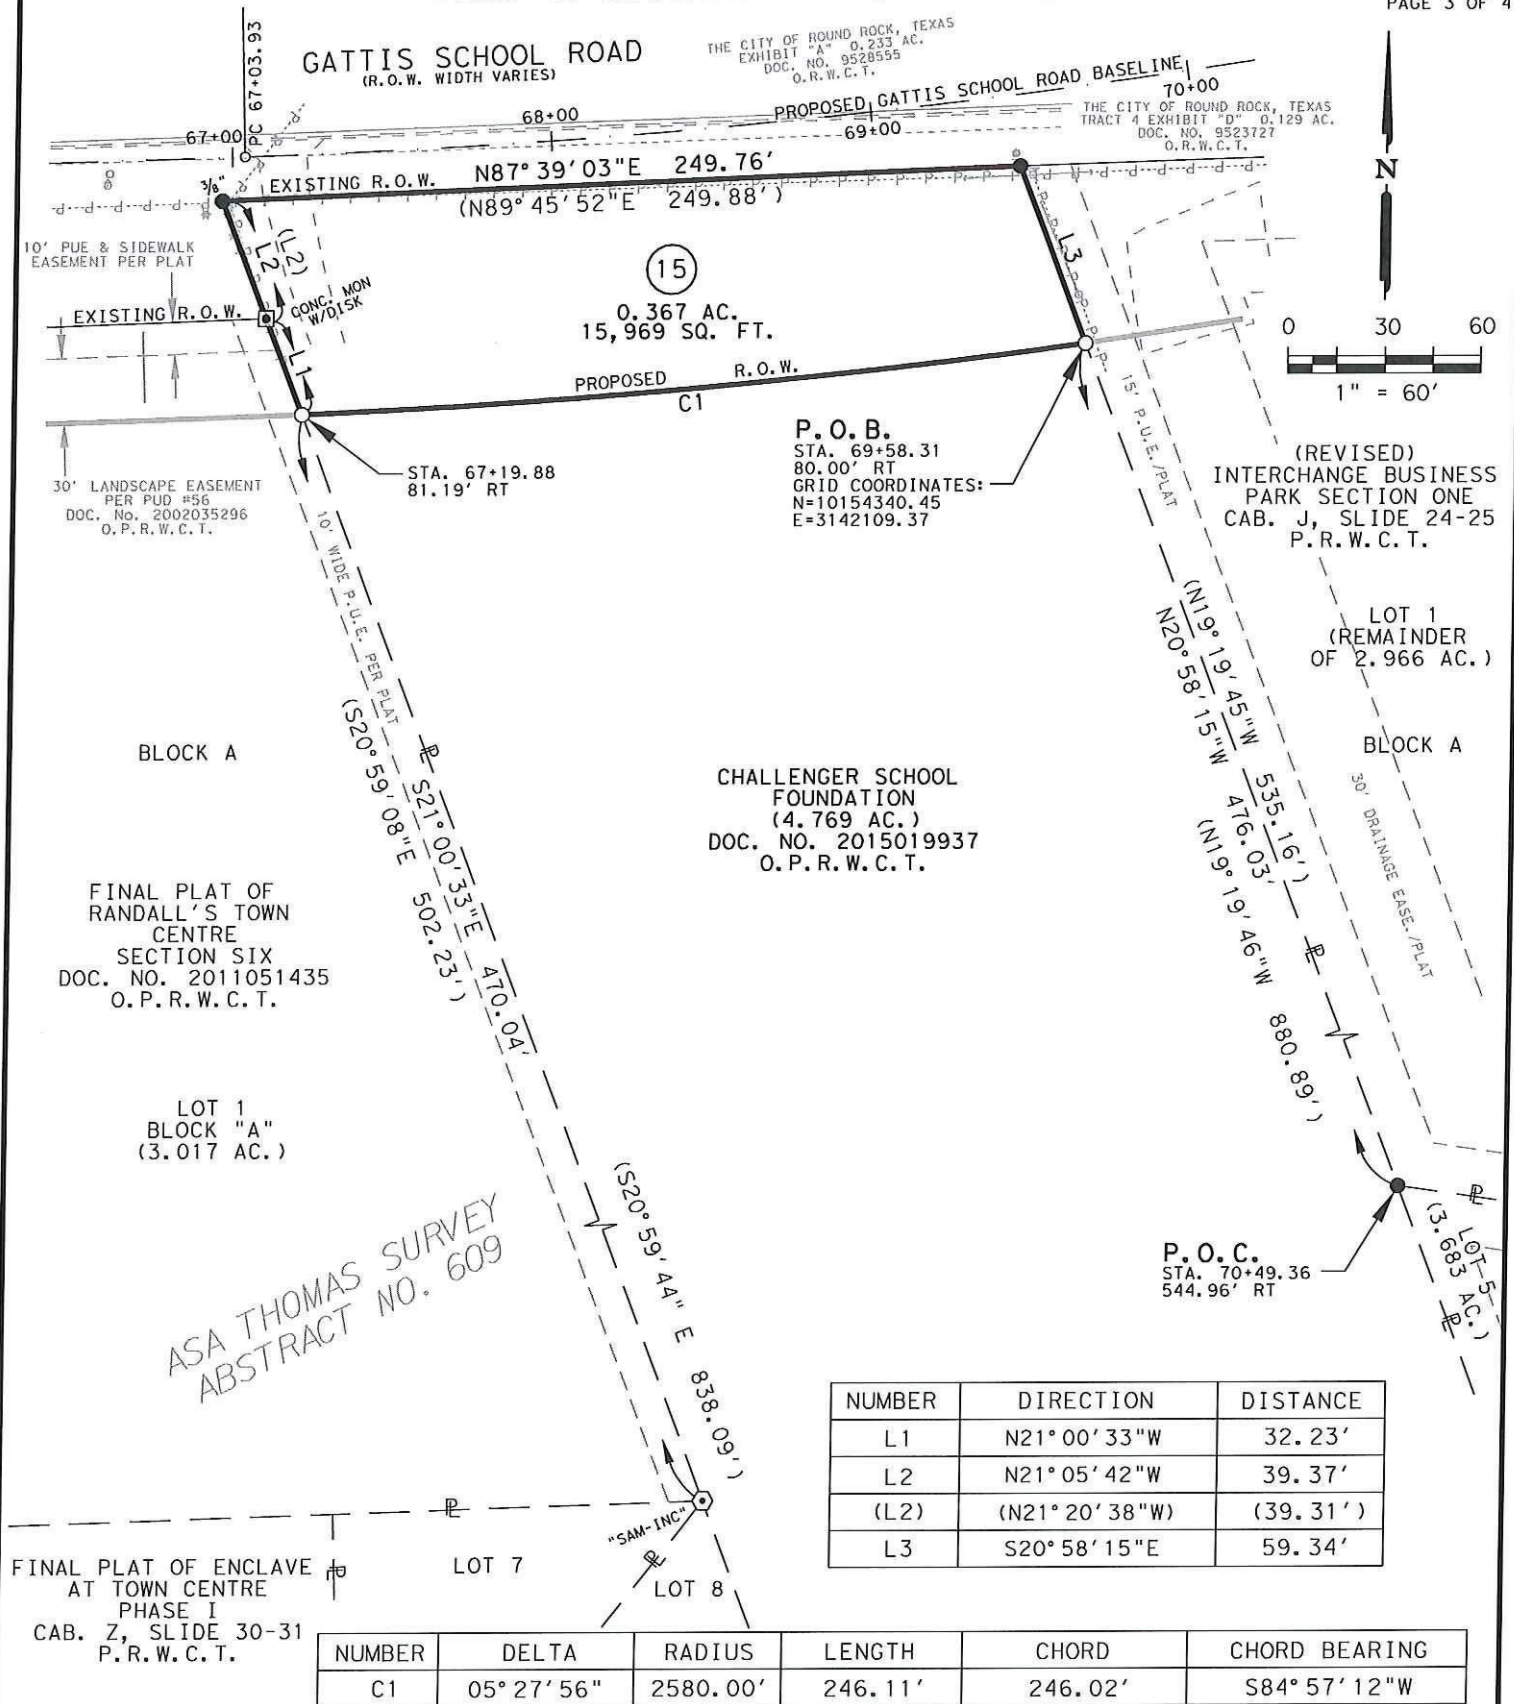 PAGE 3 OF 4
PC 67+03.93
GATTIS SCHOOL ROAD
(R.O.W. WIDTH VARIES)
THE CITY OF ROUND ROCK, TEXAS
EXHIBIT "A" 0.233 AC.
DOC. NO. 9528555
O.R.W.C.T.
PROPOSED GATTIS SCHOOL ROAD BASELINE
67+00
68+00
69+00
70+00
THE CITY OF ROUND ROCK, TEXAS
TRACT 4 EXHIBIT "D" 0.129 AC.
DOC. NO. 9523727
O.R.W.C.T.
N
3/8"
EXISTING R.O.W.
N87°39'03"E 249.76'
(N89°45'52"E 249.88')
10' PUE & SIDEWALK
EASEMENT PER PLAT
EXISTING R.O.W.
L2
(L2)
CONC. MON
W/DISK
L1
L3
15
0.367 AC.
15,969 SQ. FT.
PROPOSED R.O.W.
C1
0 30 60
1" = 60'
STA. 67+19.88
81.19' RT
P.O.B.
STA. 69+58.31
80.00' RT
GRID COORDINATES:
N=10154340.45
E=3142109.37
15' P.U.E./PLAT
30' LANDSCAPE EASEMENT
PER PUD #56
DOC. No. 2002035296
O.P.R.W.C.T.
(REVISED)
INTERCHANGE BUSINESS
PARK SECTION ONE
CAB. J, SLIDE 24-25
P.R.W.C.T.
LOT 1
(REMAINDER
OF 2.966 AC.)
BLOCK A
10' WIDE P.U.E. PER PLAT
(S20°59'08"E 502.23')
S21°00'33"E 470.04'
(N19°19'45"W 535.16')
N20°58'15"W 476.03'
(N19°19'46"W 880.89')
30' DRAINAGE EASE./PLAT
BLOCK A
CHALLENGER SCHOOL
FOUNDATION
(4.769 AC.)
DOC. NO. 2015019937
O.P.R.W.C.T.
FINAL PLAT OF
RANDALL'S TOWN
CENTRE
SECTION SIX
DOC. NO. 2011051435
O.P.R.W.C.T.
LOT 1
BLOCK "A"
(3.017 AC.)
ASA THOMAS SURVEY
ABSTRACT NO. 609
(S20°59'44" E 838.09')
P.O.C.
STA. 70+49.36
544.96' RT
LOT 5
(3.683 AC.)
NUMBER DIRECTION DISTANCE
L1 N21°00'33"W 32.23'
L2 N21°05'42"W 39.37'
(L2) (N21°20'38"W) (39.31')
L3 S20°58'15"E 59.34'
"SAM-INC"
FINAL PLAT OF ENCLAVE
AT TOWN CENTRE
PHASE I
CAB. Z, SLIDE 30-31
P.R.W.C.T.
LOT 7
LOT 8
NUMBER DELTA RADIUS LENGTH CHORD CHORD BEARING
C1 05°27'56" 2580.00' 246.11' 246.02' S84°57'12"W